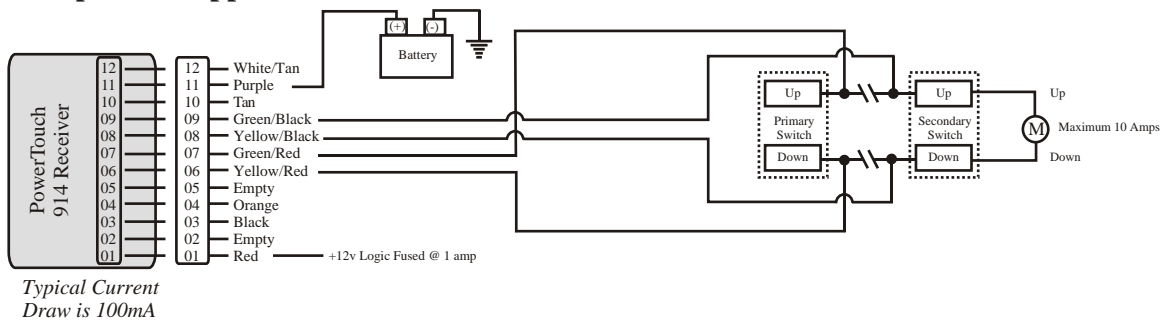 (+) (-)
Battery
PowerTouch
914 Receiver
12 12 White/Tan
11 11 Purple
10 10 Tan
09 09 Green/Black
08 08 Yellow/Black
07 07 Green/Red
06 06 Yellow/Red
05 05 Empty
04 04 Orange
03 03 Black
02 02 Empty
01 01 Red +12v Logic Fused @ 1 amp
Typical Current
Draw is 100mA
Up
Primary
Switch
Down
Up
Secondary
Switch
Down
Up
M Maximum 10 Amps
Down